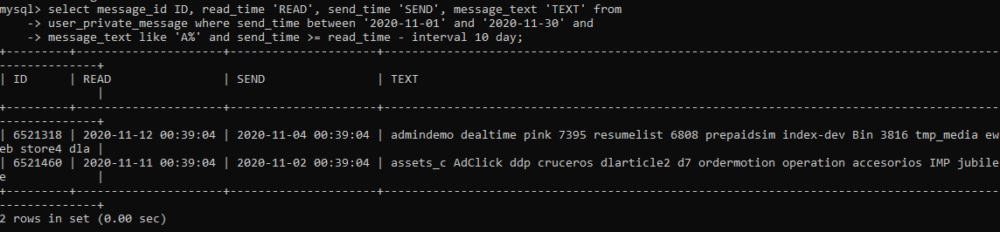 mysql> select message_id ID, read_time 'READ', send_time 'SEND', message_text 'TEXT' from
    -> user_private_message where send_time between '2020-11-01' and '2020-11-30' and
    -> message_text like 'A%' and send_time >= read_time - interval 10 day;
+---------+---------------------+---------------------+----------------------------------------------------------------------------------------
--------------+
| ID      | READ                | SEND                | TEXT
              |
+---------+---------------------+---------------------+----------------------------------------------------------------------------------------
--------------+
| 6521318 | 2020-11-12 00:39:04 | 2020-11-04 00:39:04 | admindemo dealtime pink 7395 resumelist 6808 prepaidsim index-dev Bin 3816 tmp_media ew
eb store4 dla |
| 6521460 | 2020-11-11 00:39:04 | 2020-11-02 00:39:04 | assets_c AdClick ddp cruceros dlarticle2 d7 ordermotion operation accesorios IMP jubile
e             |
+---------+---------------------+---------------------+----------------------------------------------------------------------------------------
--------------+
2 rows in set (0.00 sec)